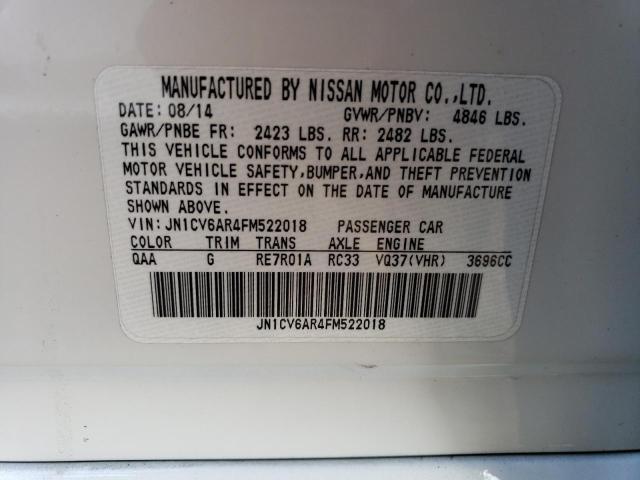 MANUFACTURED BY NISSAN MOTOR CO.,LTD.
DATE: 08/14 GVWR/PNBV: 4846 LBS.
GAWR/PNBE FR: 2423 LBS. RR: 2482 LBS.
THIS VEHICLE CONFORMS TO ALL APPLICABLE FEDERAL
MOTOR VEHICLE SAFETY,BUMPER,AND THEFT PREVENTION
STANDARDS IN EFFECT ON THE DATE OF MANUFACTURE
SHOWN ABOVE.
VIN: JN1CV6AR4FM522018 PASSENGER CAR
COLOR TRIM TRANS AXLE ENGINE
QAA G RE7R01A RC33 VQ37(VHR) 3696CC
JN1CV6AR4FM522018